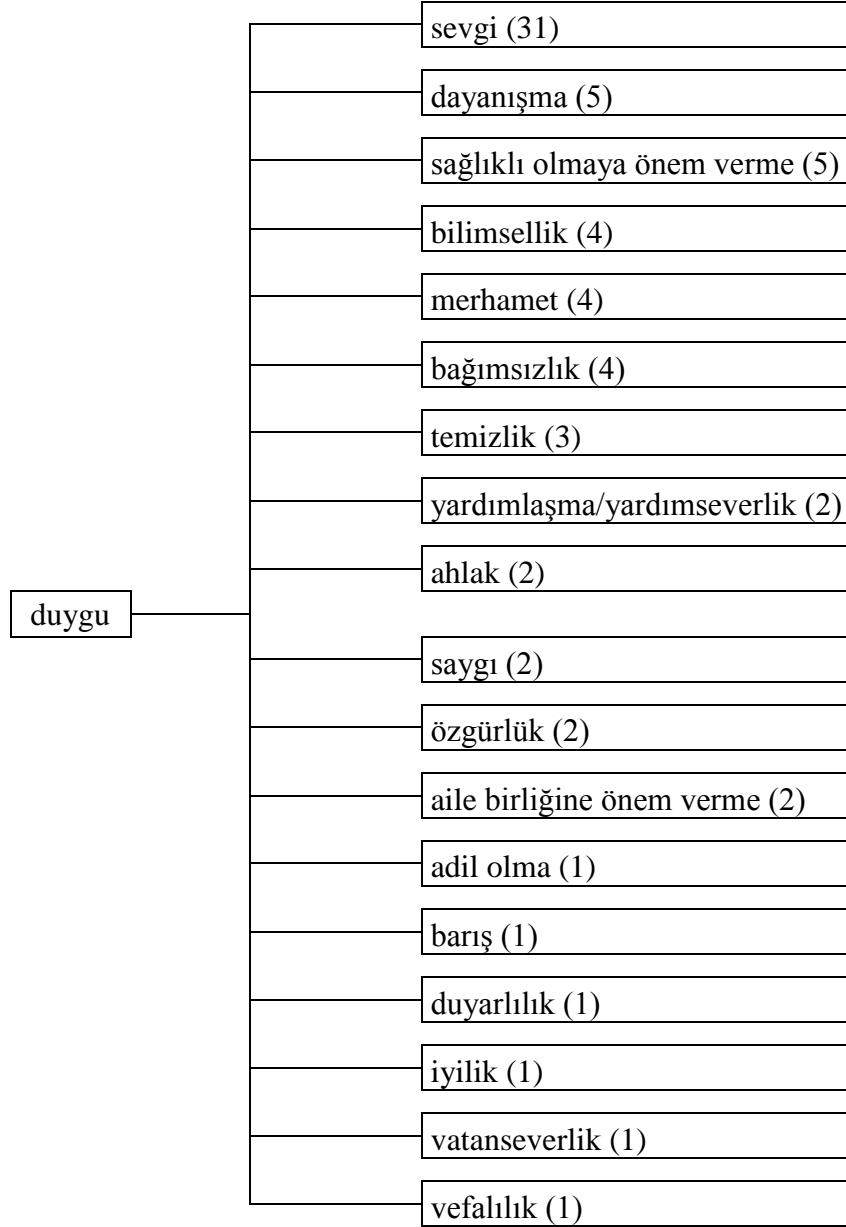 sevgi (31)
dayanışma (5)
sağlıklı olmaya önem verme (5)
bilimsellik (4)
merhamet (4)
bağımsızlık (4)
temizlik (3)
yardımlaşma/yardımseverlik (2)
ahlak (2)
duygu
saygı (2)
özgürlük (2)
aile birliğine önem verme (2)
adil olma (1)
barış (1)
duyarlılık (1)
iyilik (1)
vatanseverlik (1)
vefalılık (1)